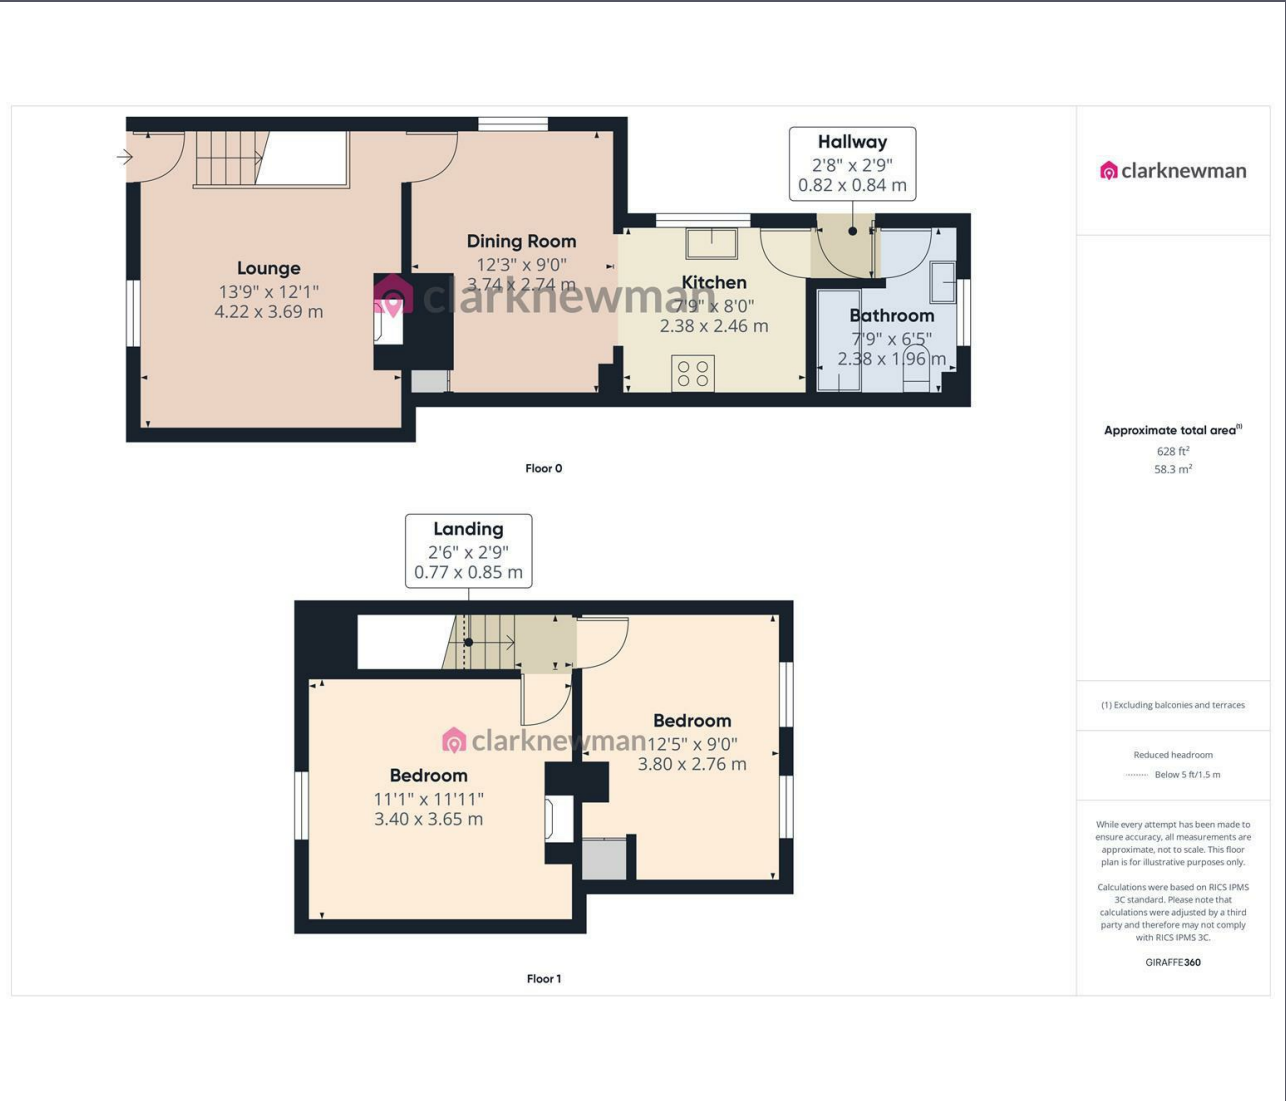 Hallway
2'8" x 2'9"
0.82 x 0.84 m
Dining Room
12'3" x 9'0"
3.74 x 2.74 m
Lounge
13'9" x 12'1"
4.22 x 3.69 m
clarknewman
Kitchen
7'9" x 8'0"
2.38 x 2.46 m
Bathroom
7'9" x 6'5"
2.38 x 1.96 m
Floor 0
Landing
2'6" x 2'9"
0.77 x 0.85 m
Bedroom
12'5" x 9'0"
3.80 x 2.76 m
clarknewman
Bedroom
11'1" x 11'11"
3.40 x 3.65 m
Floor 1
clarknewman
Approximate total area(1)
628 ft²
58.3 m²
(1) Excluding balconies and terraces
Reduced headroom
Below 5 ft/1.5 m
While every attempt has been made to
ensure accuracy, all measurements are
approximate, not to scale. This floor
plan is for illustrative purposes only.
Calculations were based on RICS IPMS
3C standard. Please note that
calculations were adjusted by a third
party and therefore may not comply
with RICS IPMS 3C.
GIRAFFE360